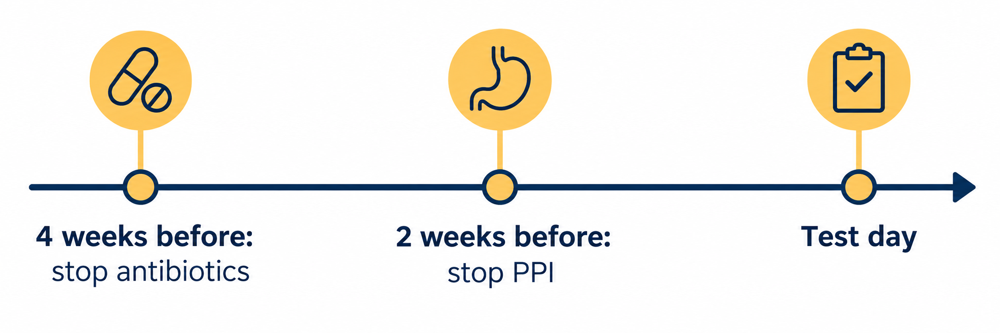 4 weeks before:
stop antibiotics
2 weeks before:
stop PPI
Test day